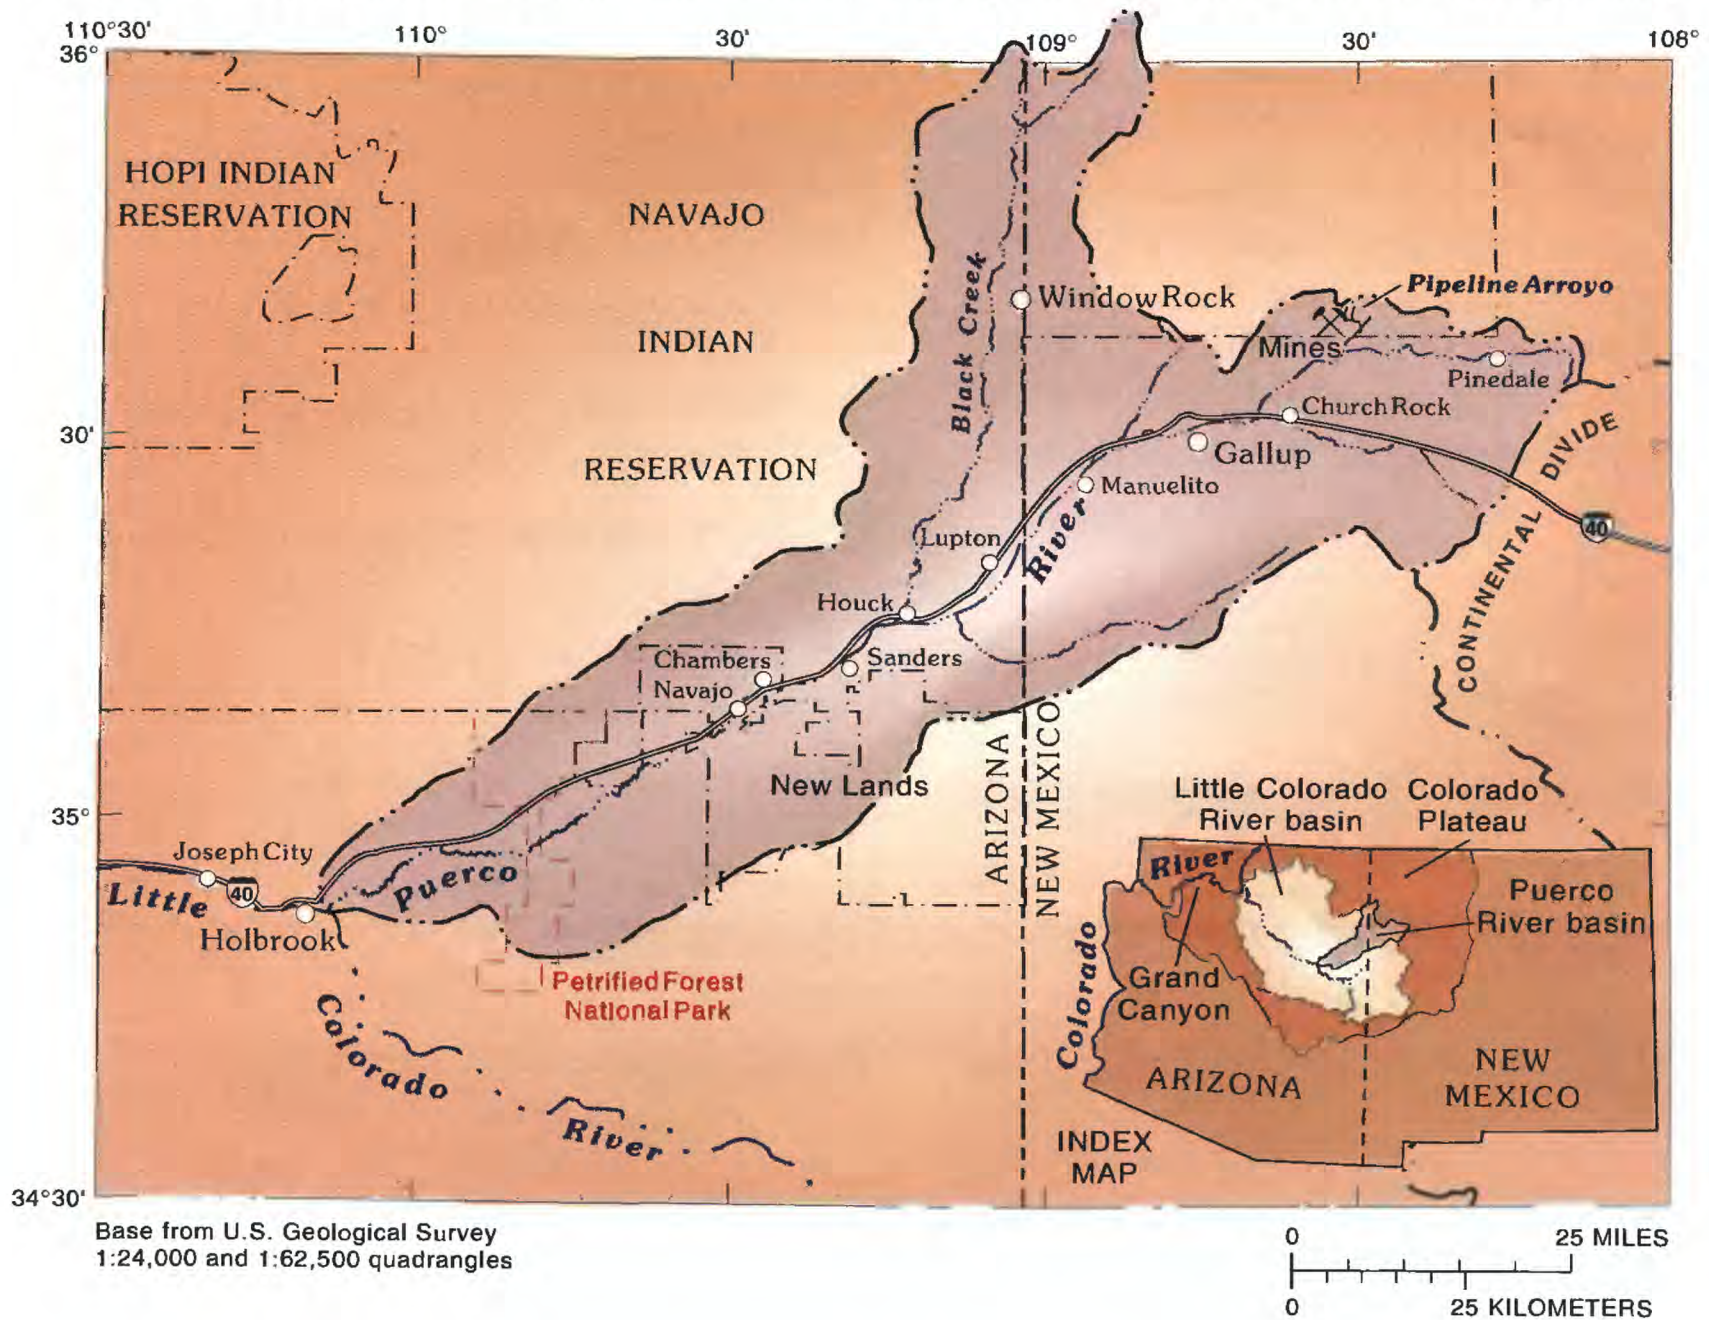 110°30'
110°
30'
109°
30'
108°
36°
HOPI INDIAN
RESERVATION
NAVAJO
INDIAN
RESERVATION
Black Creek
Window Rock
Pipeline Arroyo
Mines
Pinedale
Church Rock
Gallup
Manuelito
30'
CONTINENTAL DIVIDE
40
Lupton
River
Houck
Sanders
Chambers
Navajo
New Lands
ARIZONA
NEW MEXICO
35°
Joseph City
40
Little
Holbrook
Puerco
Petrified Forest
National Park
Colorado
River
Little Colorado
River basin
Colorado
Plateau
River
Puerco
River basin
Colorado
Grand
Canyon
ARIZONA
NEW
MEXICO
INDEX
MAP
34°30'
Base from U.S. Geological Survey
1:24,000 and 1:62,500 quadrangles
0 25 MILES
0 25 KILOMETERS